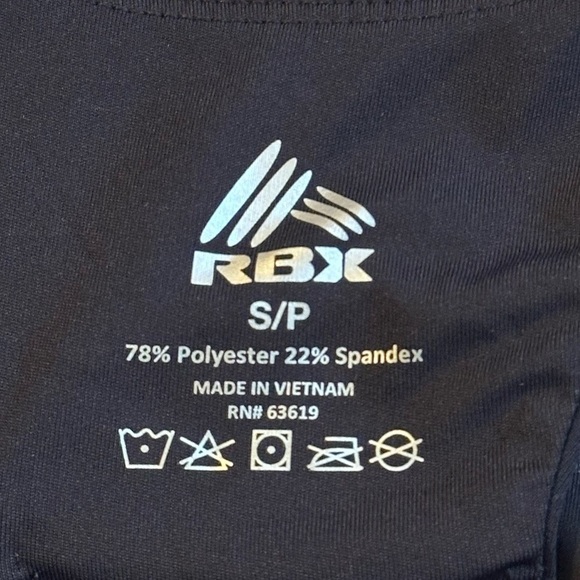 RBX
S/P
78% Polyester 22% Spandex
MADE IN VIETNAM
RN# 63619